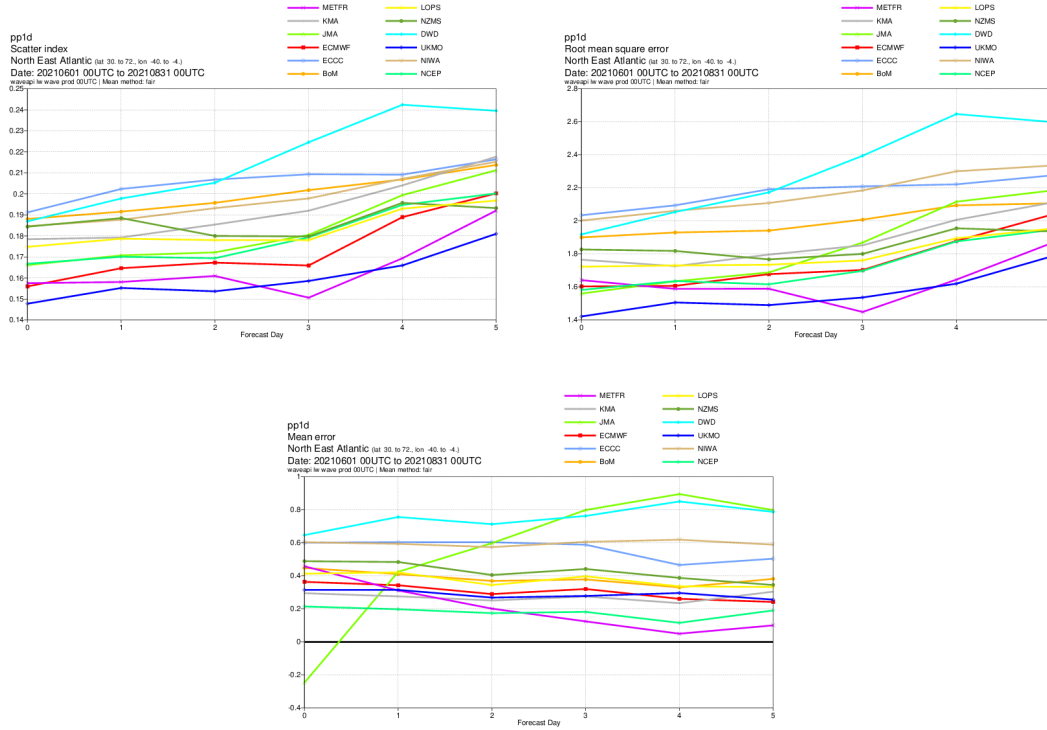 METFR LOPS
KMA NZMS
JMA DWD
ECMWF UKMO
ECCC NIWA
BoM NCEP
pp1d
Scatter index
North East Atlantic (lat 30. to 72., lon -40. to -4.)
Date: 20210601 00UTC to 20210831 00UTC
waveapi lw wave prod 00UTC | Mean method: fair
0.25
0.24
0.23
0.22
0.21
0.2
0.19
0.18
0.17
0.16
0.15
0.14
0 1 2 3 4 5
Forecast Day
METFR LOPS
KMA NZMS
JMA DWD
ECMWF UKMO
ECCC NIWA
BoM NCEP
pp1d
Root mean square error
North East Atlantic (lat 30. to 72., lon -40. to -4.)
Date: 20210601 00UTC to 20210831 00UTC
waveapi lw wave prod 00UTC | Mean method: fair
2.8
2.6
2.4
2.2
2
1.8
1.6
1.4
0 1 2 3 4
Forecast Day
METFR LOPS
KMA NZMS
JMA DWD
ECMWF UKMO
ECCC NIWA
BoM NCEP
pp1d
Mean error
North East Atlantic (lat 30. to 72., lon -40. to -4.)
Date: 20210601 00UTC to 20210831 00UTC
waveapi lw wave prod 00UTC | Mean method: fair
1
0.8
0.6
0.4
0.2
0
-0.2
-0.4
0 1 2 3 4 5
Forecast Day